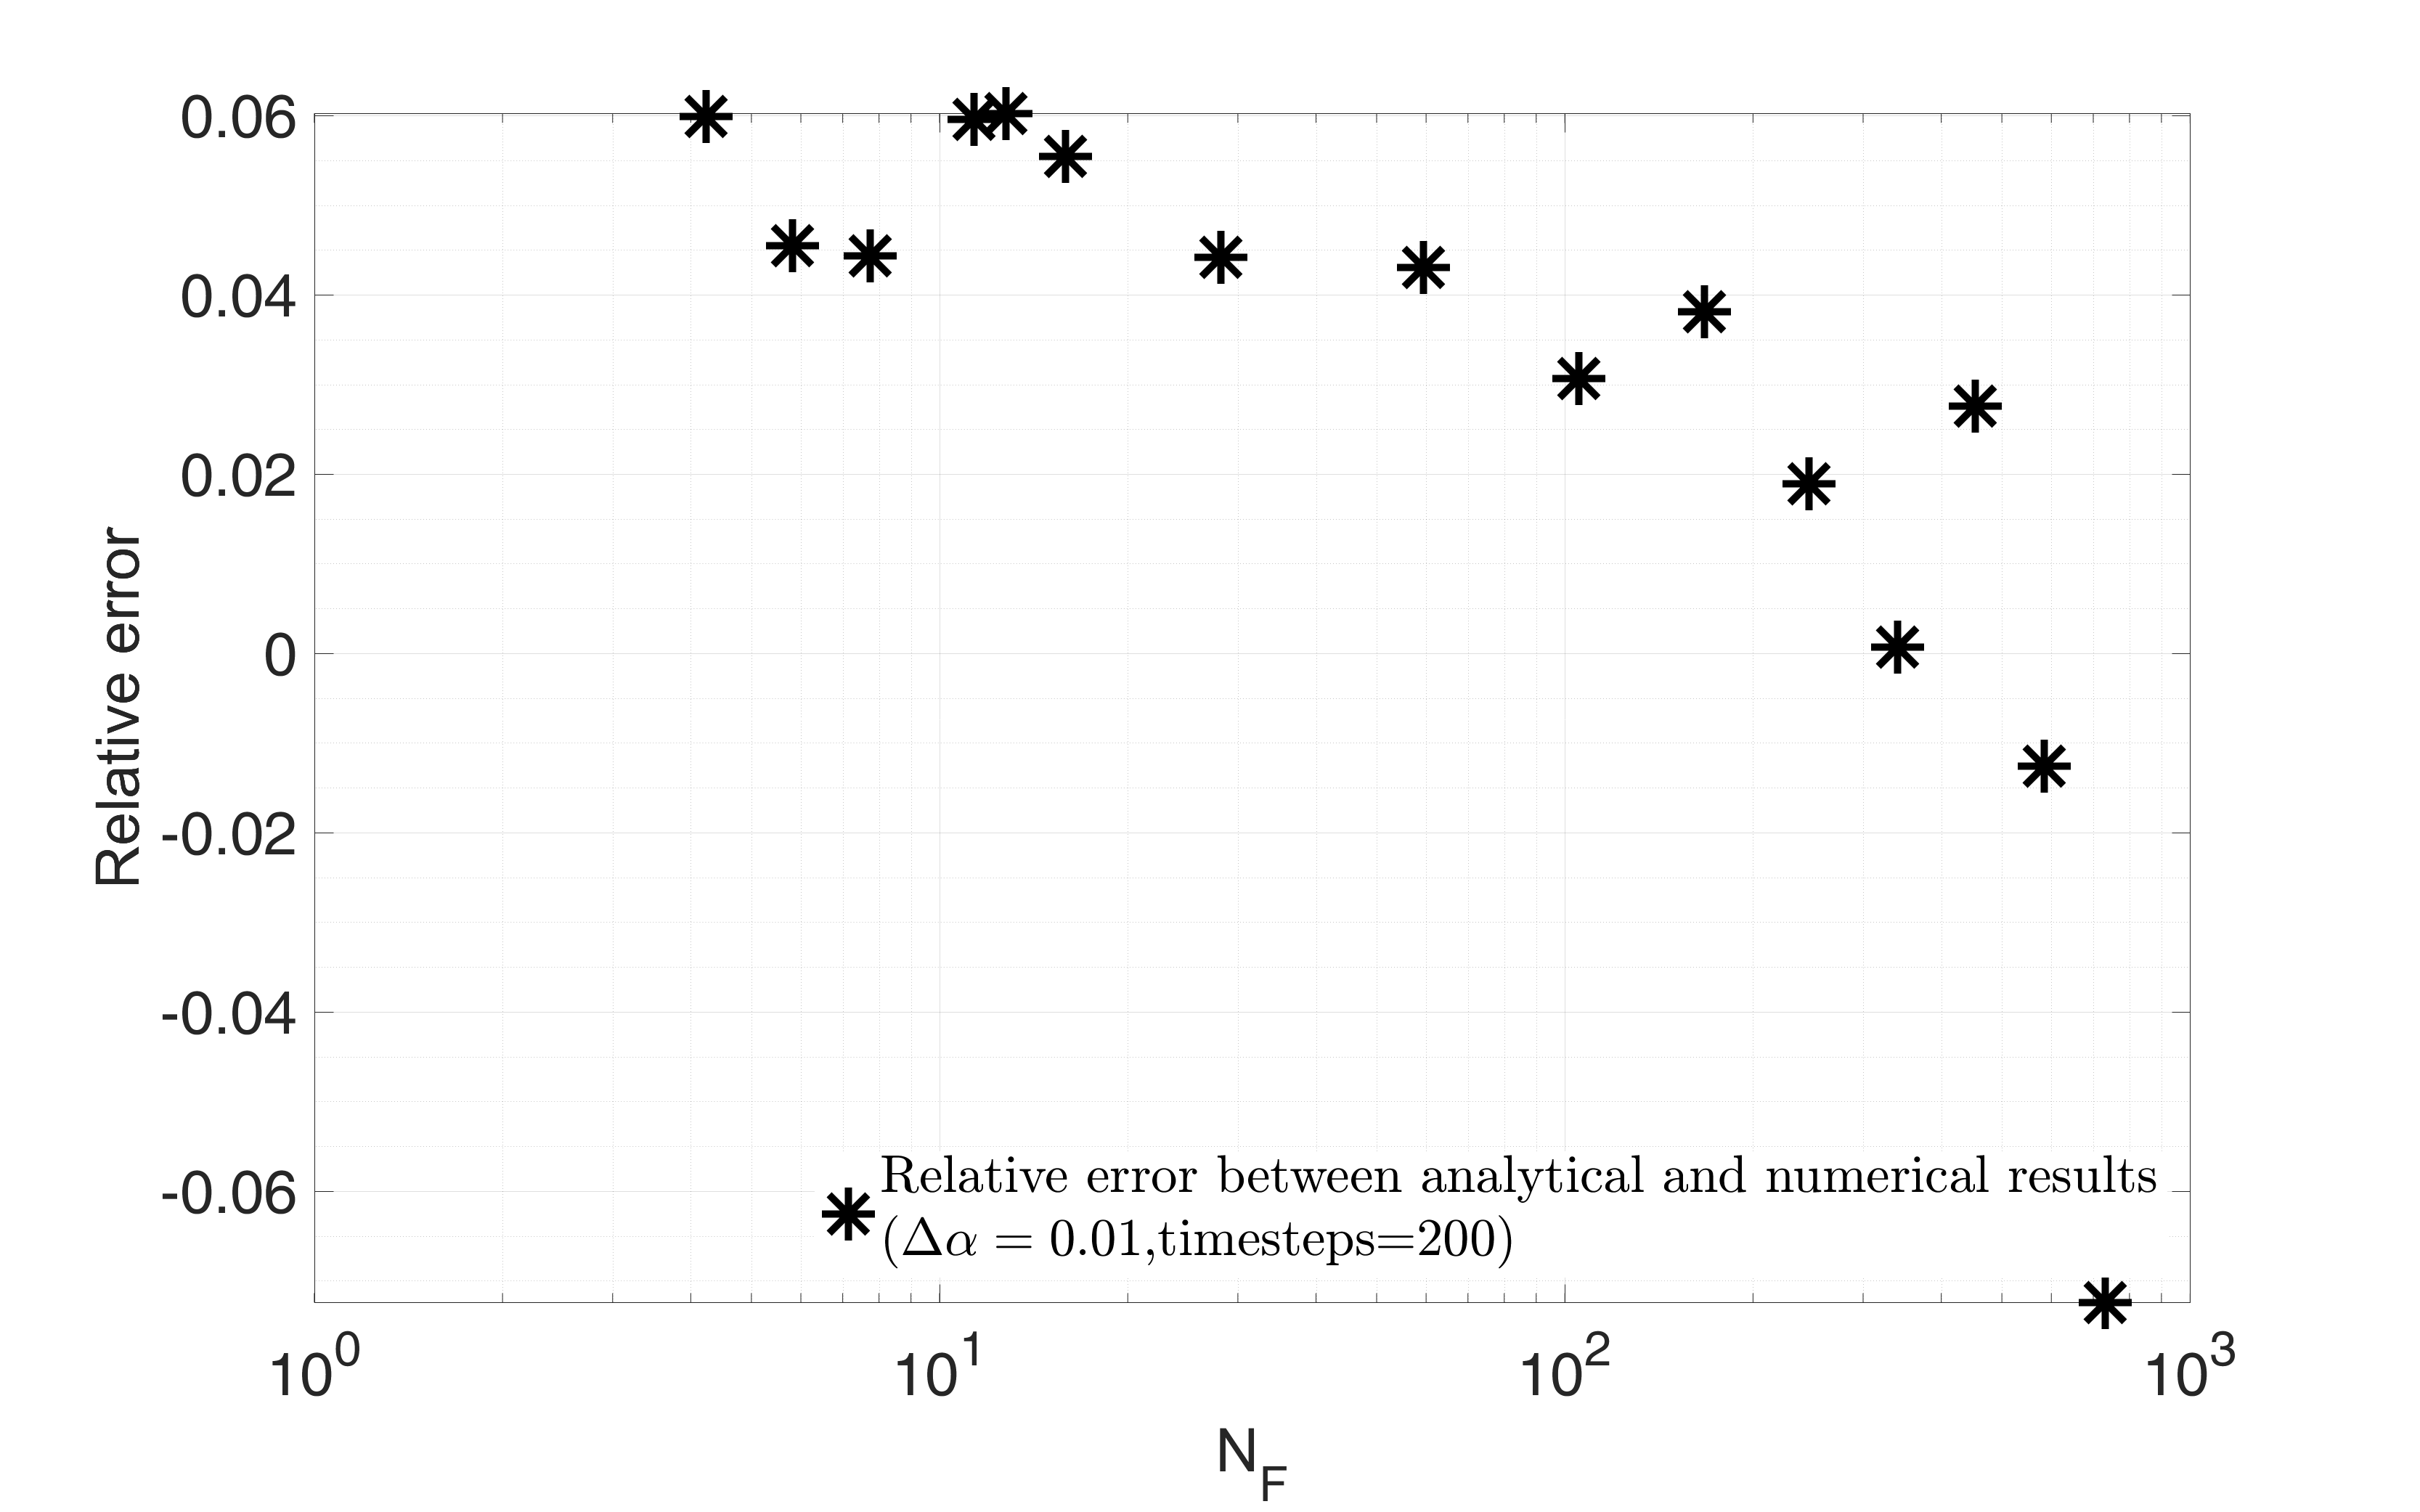 0.06
0.04
0.02
0
-0.02
-0.04
-0.06
Relative error
Relative error between analytical and numerical results
(Δα = 0.01,timesteps=200)
10^0 10^1 10^2 10^3
N_F